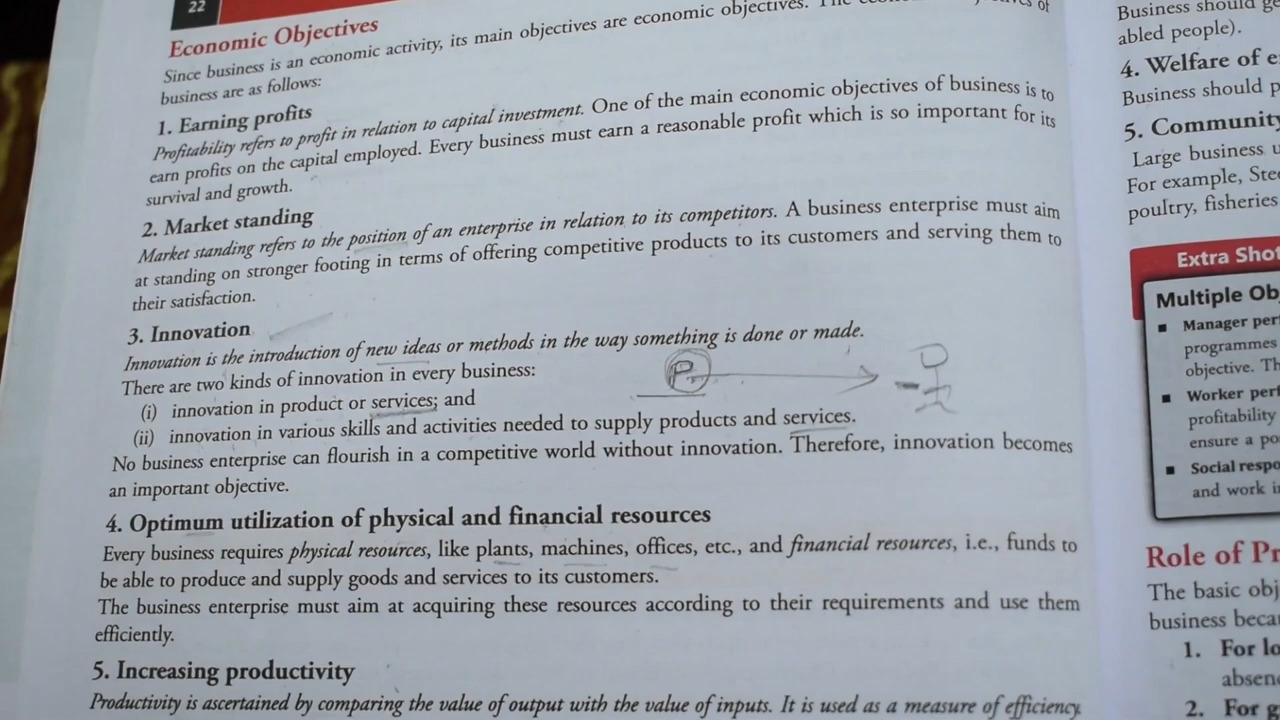 22
Economic Objectives
Since business is an economic activity, its main objectives are economic objectives. of
business are as follows:
1. Earning profits
Profitability refers to profit in relation to capital investment. One of the main economic objectives of business is to
earn profits on the capital employed. Every business must earn a reasonable profit which is so important for its
survival and growth.
2. Market standing
Market standing refers to the position of an enterprise in relation to its competitors. A business enterprise must aim
at standing on stronger footing in terms of offering competitive products to its customers and serving them to
their satisfaction.
3. Innovation
Innovation is the introduction of new ideas or methods in the way something is done or made.
There are two kinds of innovation in every business:
P
(i) innovation in product or services; and
(ii) innovation in various skills and activities needed to supply products and services.
No business enterprise can flourish in a competitive world without innovation. Therefore, innovation becomes
an important objective.
4. Optimum utilization of physical and financial resources
Every business requires physical resources, like plants, machines, offices, etc., and financial resources, i.e., funds to
be able to produce and supply goods and services to its customers.
The business enterprise must aim at acquiring these resources according to their requirements and use them
efficiently.
5. Increasing productivity
Productivity is ascertained by comparing the value of output with the value of inputs. It is used as a measure of efficiency.
Business should
abled people).
4. Welfare of
Business should
5. Community
Large business
For example,
poultry, fisheries
Extra
Multiple
Manager
programmes
objective.
Worker
profitability
ensure a
Social
and work
Role of
The basic
business
1. For
2. For